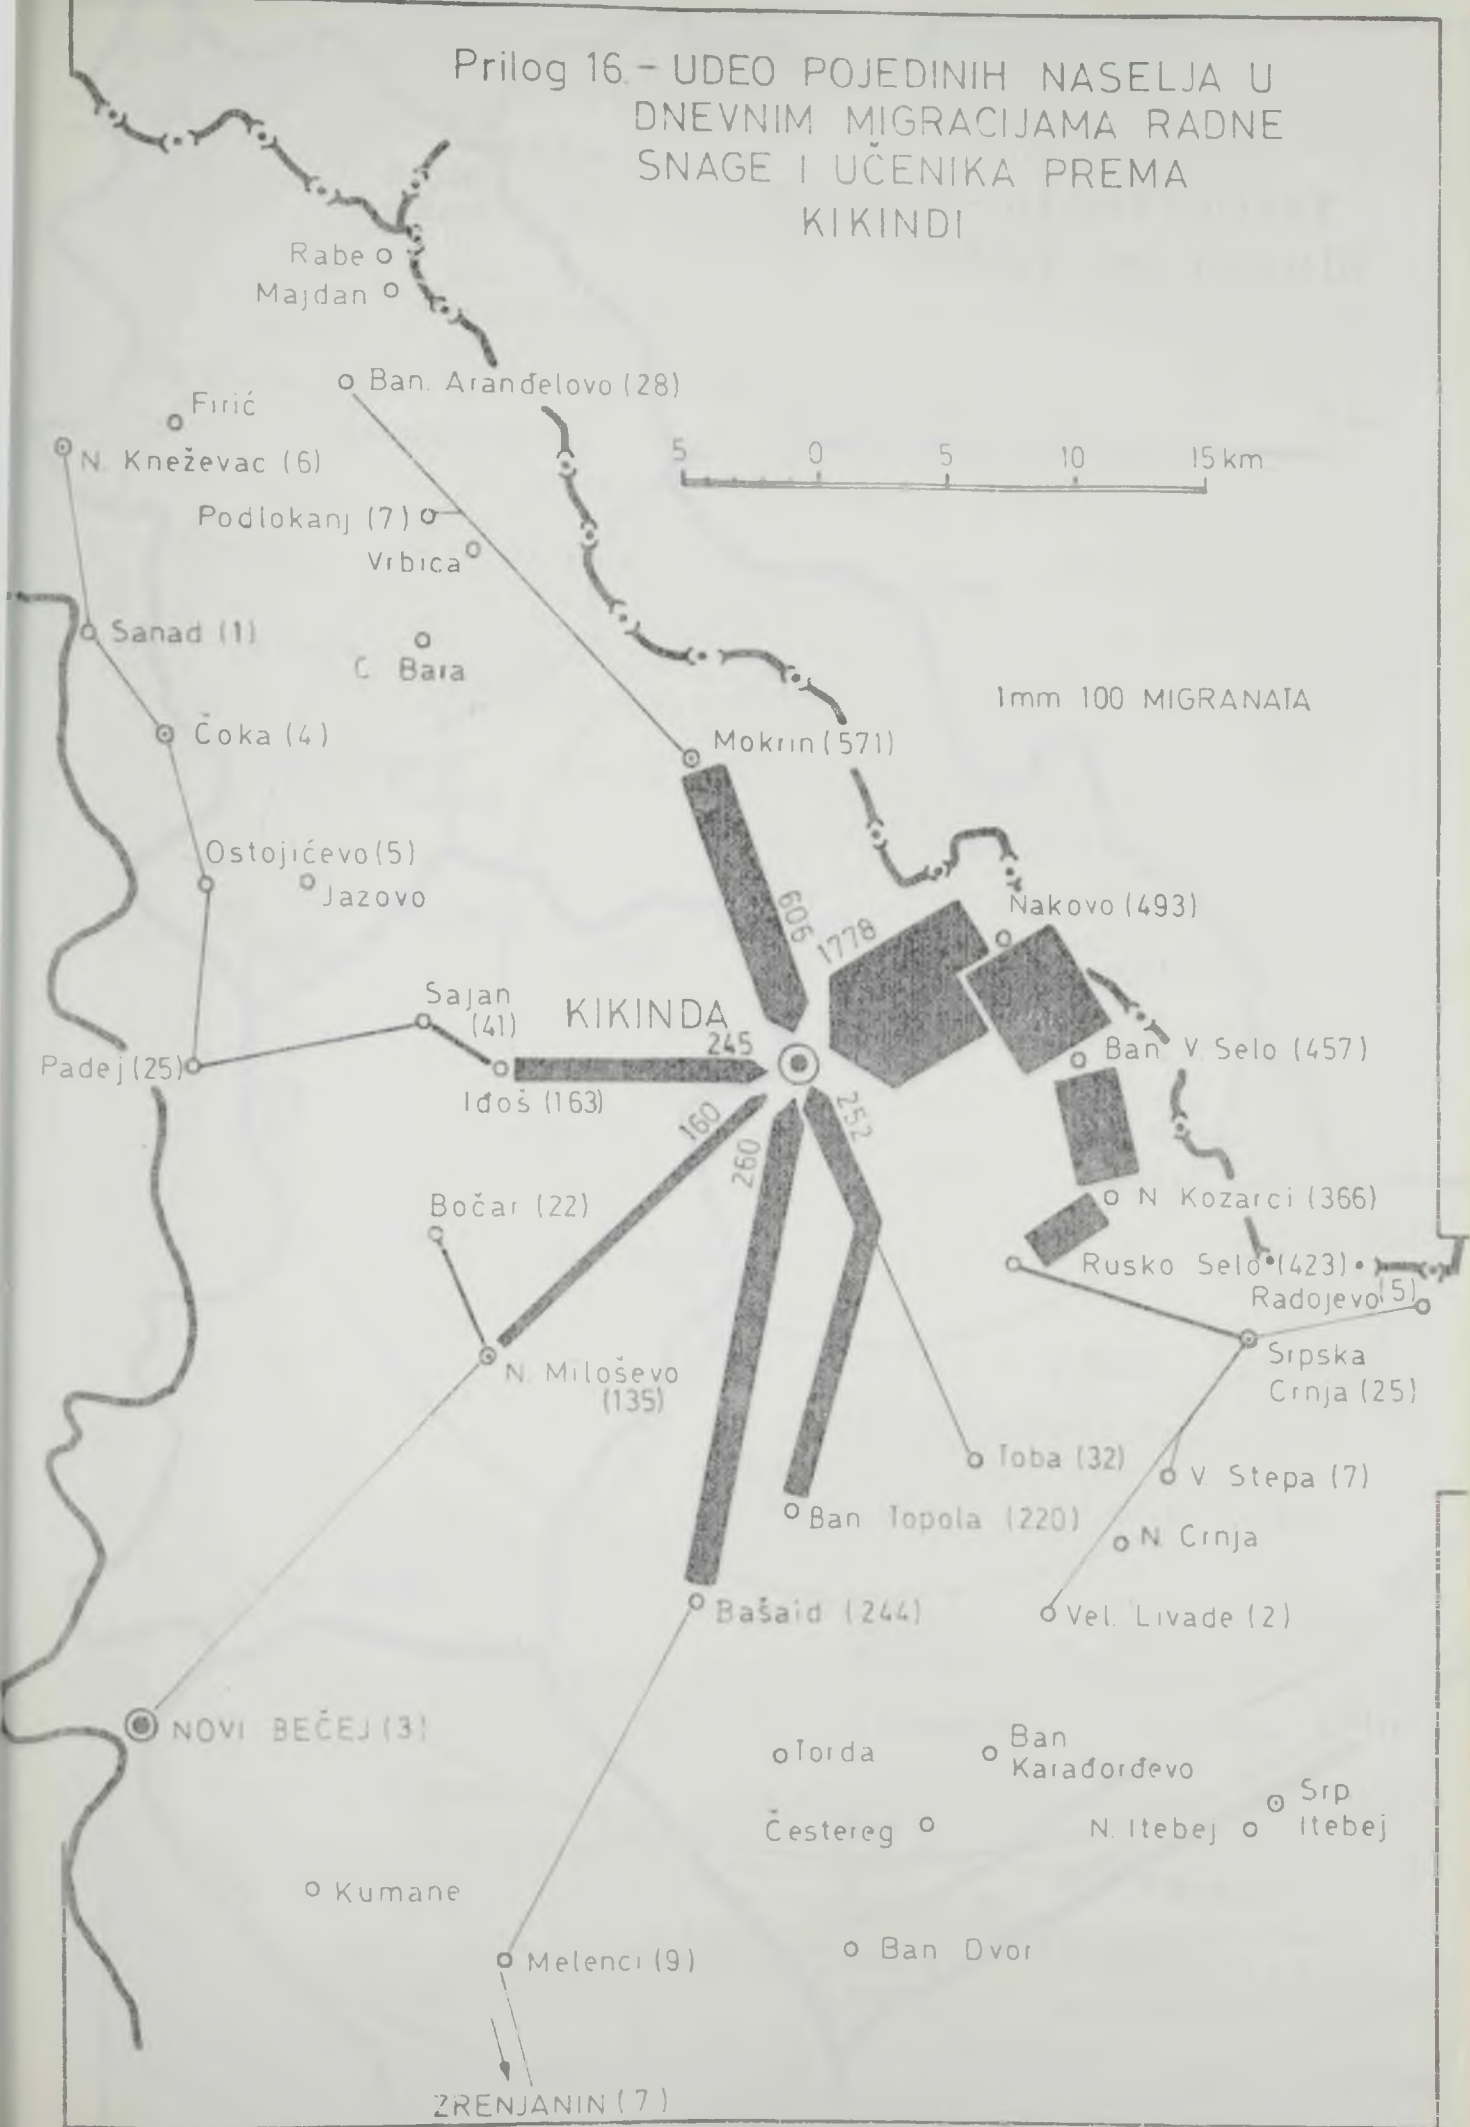 Prilog 16.- UDEO POJEDINIH NASELJA U
DNEVNIM MIGRACIJAMA RADNE
SNAGE I UČENIKA PREMA
KIKINDI
Rabe
Majdan
Ban. Aranđelovo (28)
Firić
N. Kneževac (6)
5 0 5 10 15 km
Podlokanj (7)
Vrbica
Sanad (1)
C Bara
1mm 100 MIGRANATA
Čoka (4)
Mokrin (571)
Ostojićevo (5)
Jazovo
606
1778
Nakovo (493)
Sajan
(41)
KIKINDA
245
Ban V. Selo (457)
Padej (25)
Iđoš (163)
160
260
252
Bočar (22)
N Kozarci (366)
Rusko Selo (423)
Radojevo (5)
Srpska
Crnja (25)
N. Miloševo
(135)
Toba (32)
V. Stepa (7)
Ban Topola (220)
N. Crnja
Bašaid (244)
Vel. Livade (2)
NOVI BEČEJ (3)
Torda
Ban
Karađorđevo
Srp
Itebej
Čestereg
N. Itebej
Kumane
Ban Dvor
Melenci (9)
ZRENJANIN (7)